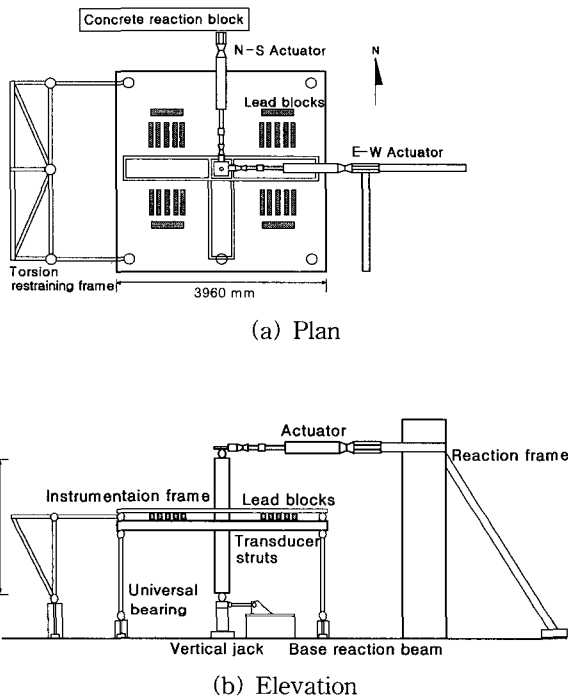 Concrete reaction block
N-S Actuator
N
Lead blocks
E-W Actuator
Torsion
restraining frame
3960 mm
(a) Plan
Actuator
Reaction frame
Instrumentaion frame
Lead blocks
Transducer
struts
Universal
bearing
Vertical jack
Base reaction beam
(b) Elevation